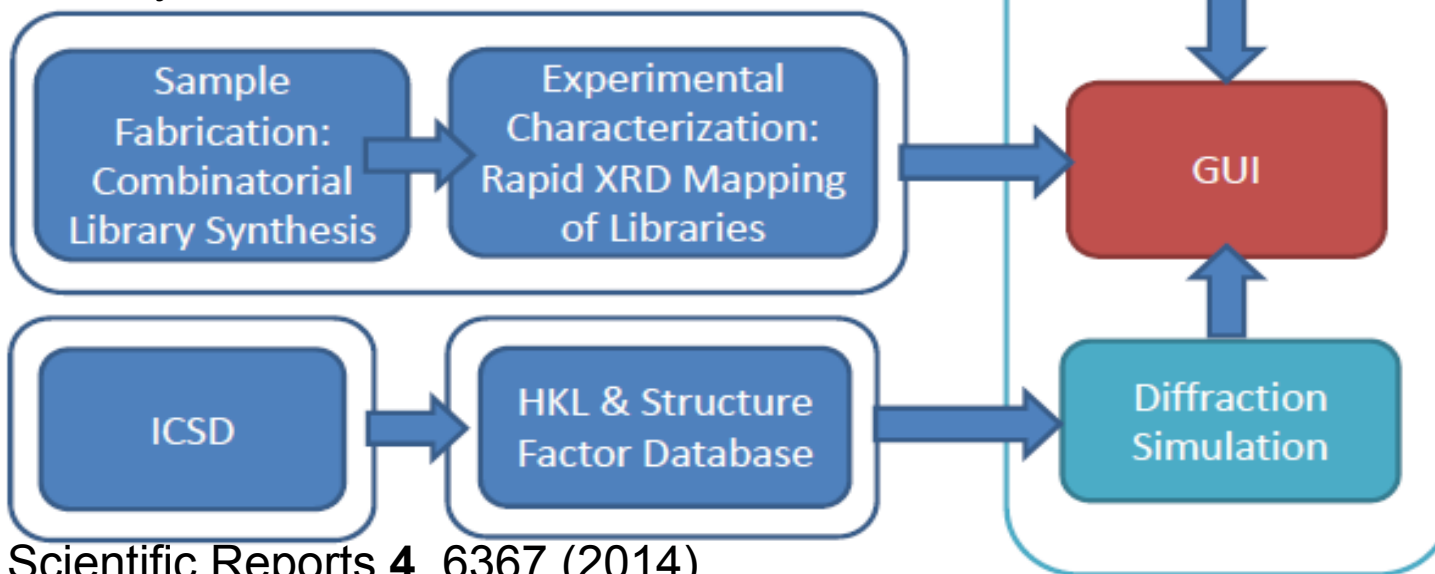 Sample
Fabrication:
Combinatorial
Library Synthesis
Experimental
Characterization:
Rapid XRD Mapping
of Libraries
GUI
ICSD
HKL & Structure
Factor Database
Diffraction
Simulation
Scientific Reports 4, 6367 (2014)